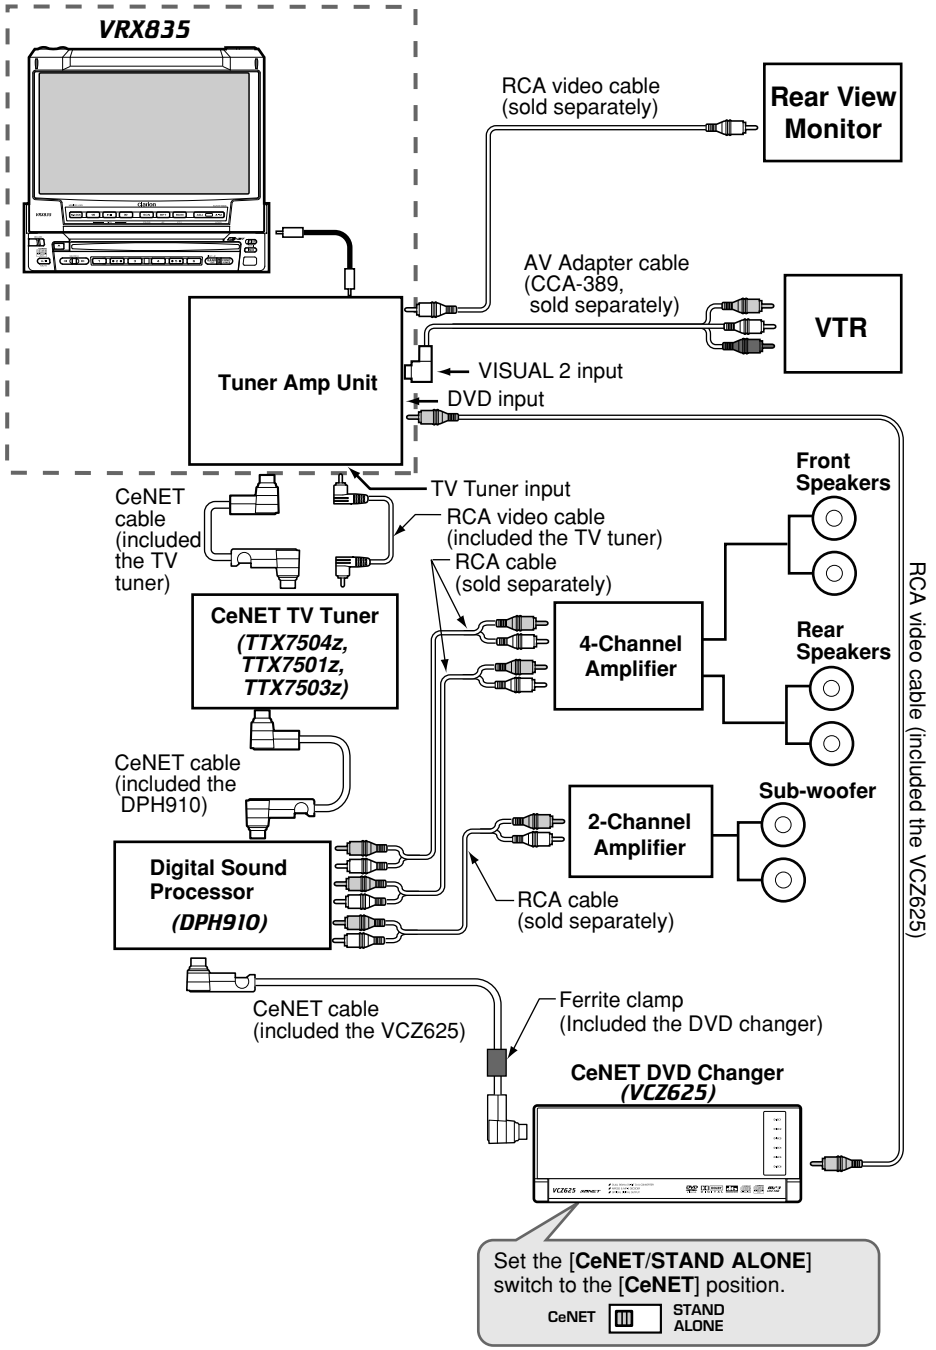 VRX835
RCA video cable
(sold separately)
Rear View
Monitor
Clarion
VRX835
AV Adapter cable
(CCA-389,
sold separately)
VTR
Tuner Amp Unit
VISUAL 2 input
DVD input
CeNET
cable
(included
the TV
tuner)
TV Tuner input
RCA video cable
(included the TV tuner)
RCA cable
(sold separately)
Front
Speakers
CeNET TV Tuner
(TTX7504z,
TTX7501z,
TTX7503z)
4-Channel
Amplifier
Rear
Speakers
RCA video cable (included the VCZ625)
CeNET cable
(included the
DPH910)
Sub-woofer
2-Channel
Amplifier
Digital Sound
Processor
(DPH910)
RCA cable
(sold separately)
CeNET cable
(included the VCZ625)
Ferrite clamp
(Included the DVD changer)
CeNET DVD Changer
(VCZ625)
VCZ625
Set the [CeNET/STAND ALONE]
switch to the [CeNET] position.
CeNET
STAND
ALONE